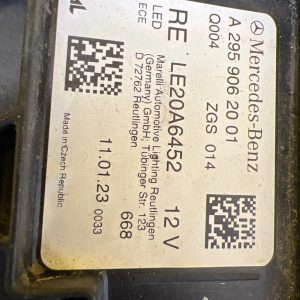 Mercedes-Benz
A 295 906 20 01
Q004 ZGS 014
RE LE20A6452 12 V
LED
ECE
Marelli Automotive Lighting Reutlingen
(Germany) GmbH; Tübinger Str. 123
D 72762 Reutlingen
668
11.01.23 0033
Made in Czech Republic